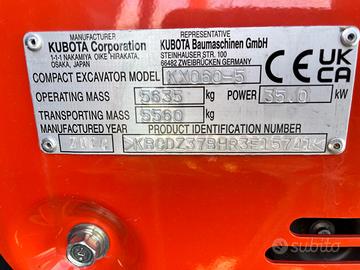 MANUFACTURER
KUBOTA Corporation
1-1-1 NAKAMIYA OIKE HIRAKATA,
OSAKA, JAPAN
REPRESENTATIVE
KUBOTA Baumaschinen GmbH
STEINHAUSER STR. 100
66482 ZWEIBRÜCKEN GERMANY
CE UK CA
COMPACT EXCAVATOR MODEL KX060-5
OPERATING MASS 5635 kg POWER 35.0 kW
TRANSPORTING MASS 5560 kg
MANUFACTURED YEAR PRODUCT IDENTIFICATION NUMBER
subito